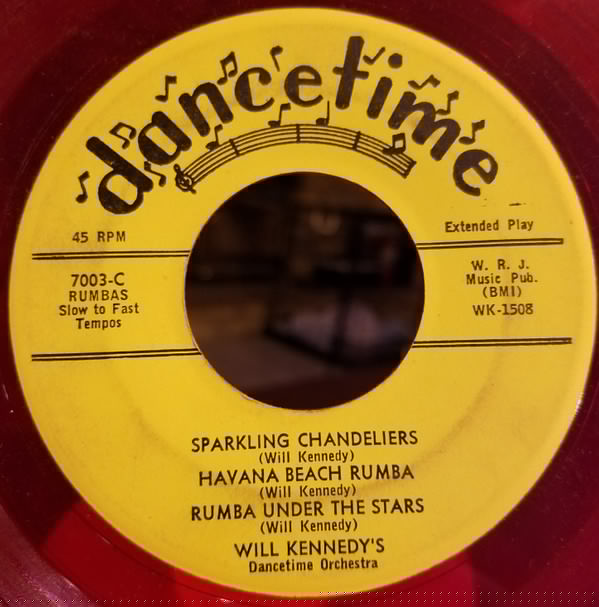 dancetime
45 RPM
Extended Play
7003-C
RUMBAS
Slow to Fast
Tempos
W. R. J.
Music Pub.
(BMI)
WK-1508
SPARKLING CHANDELIERS
(Will Kennedy)
HAVANA BEACH RUMBA
(Will Kennedy)
RUMBA UNDER THE STARS
(Will Kennedy)
WILL KENNEDY'S
Dancetime Orchestra